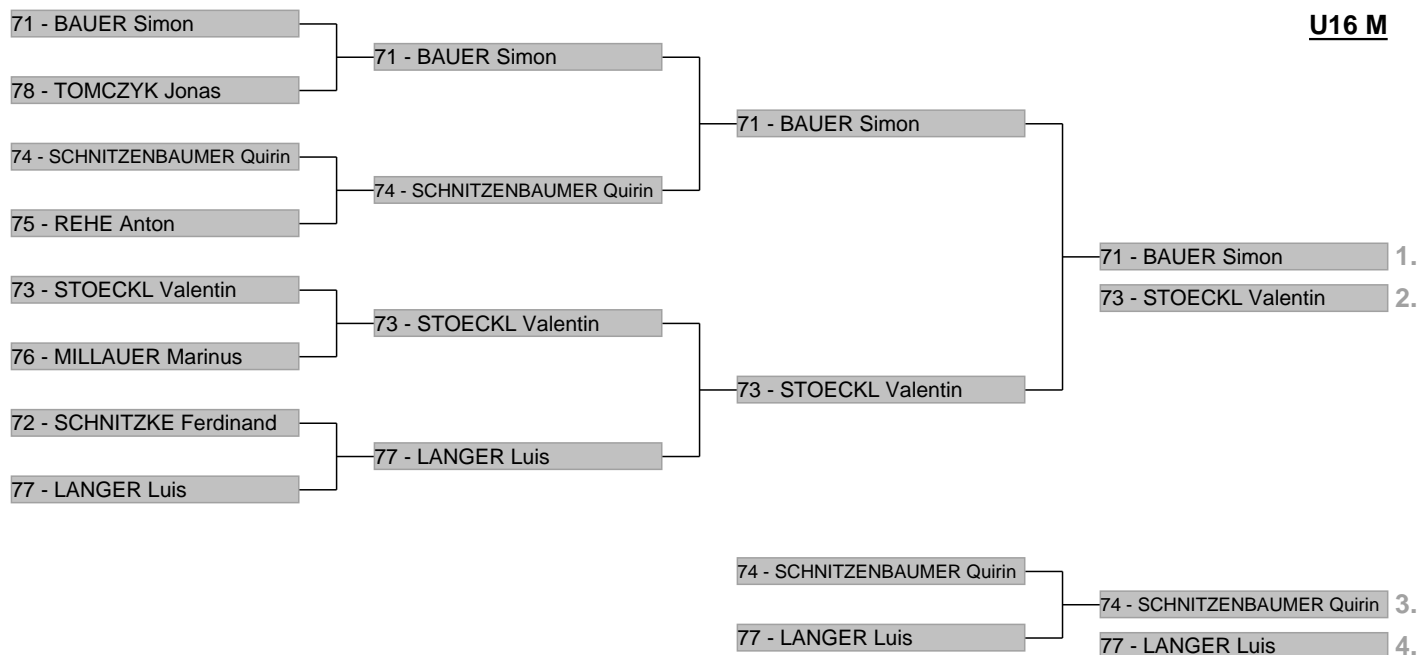 U16 M
71 - BAUER Simon
78 - TOMCZYK Jonas
74 - SCHNITZENBAUMER Quirin
75 - REHE Anton
73 - STOECKL Valentin
76 - MILLAUER Marinus
72 - SCHNITZKE Ferdinand
77 - LANGER Luis
71 - BAUER Simon
74 - SCHNITZENBAUMER Quirin
73 - STOECKL Valentin
77 - LANGER Luis
71 - BAUER Simon
73 - STOECKL Valentin
71 - BAUER Simon 1.
73 - STOECKL Valentin 2.
74 - SCHNITZENBAUMER Quirin
77 - LANGER Luis
74 - SCHNITZENBAUMER Quirin 3.
77 - LANGER Luis 4.